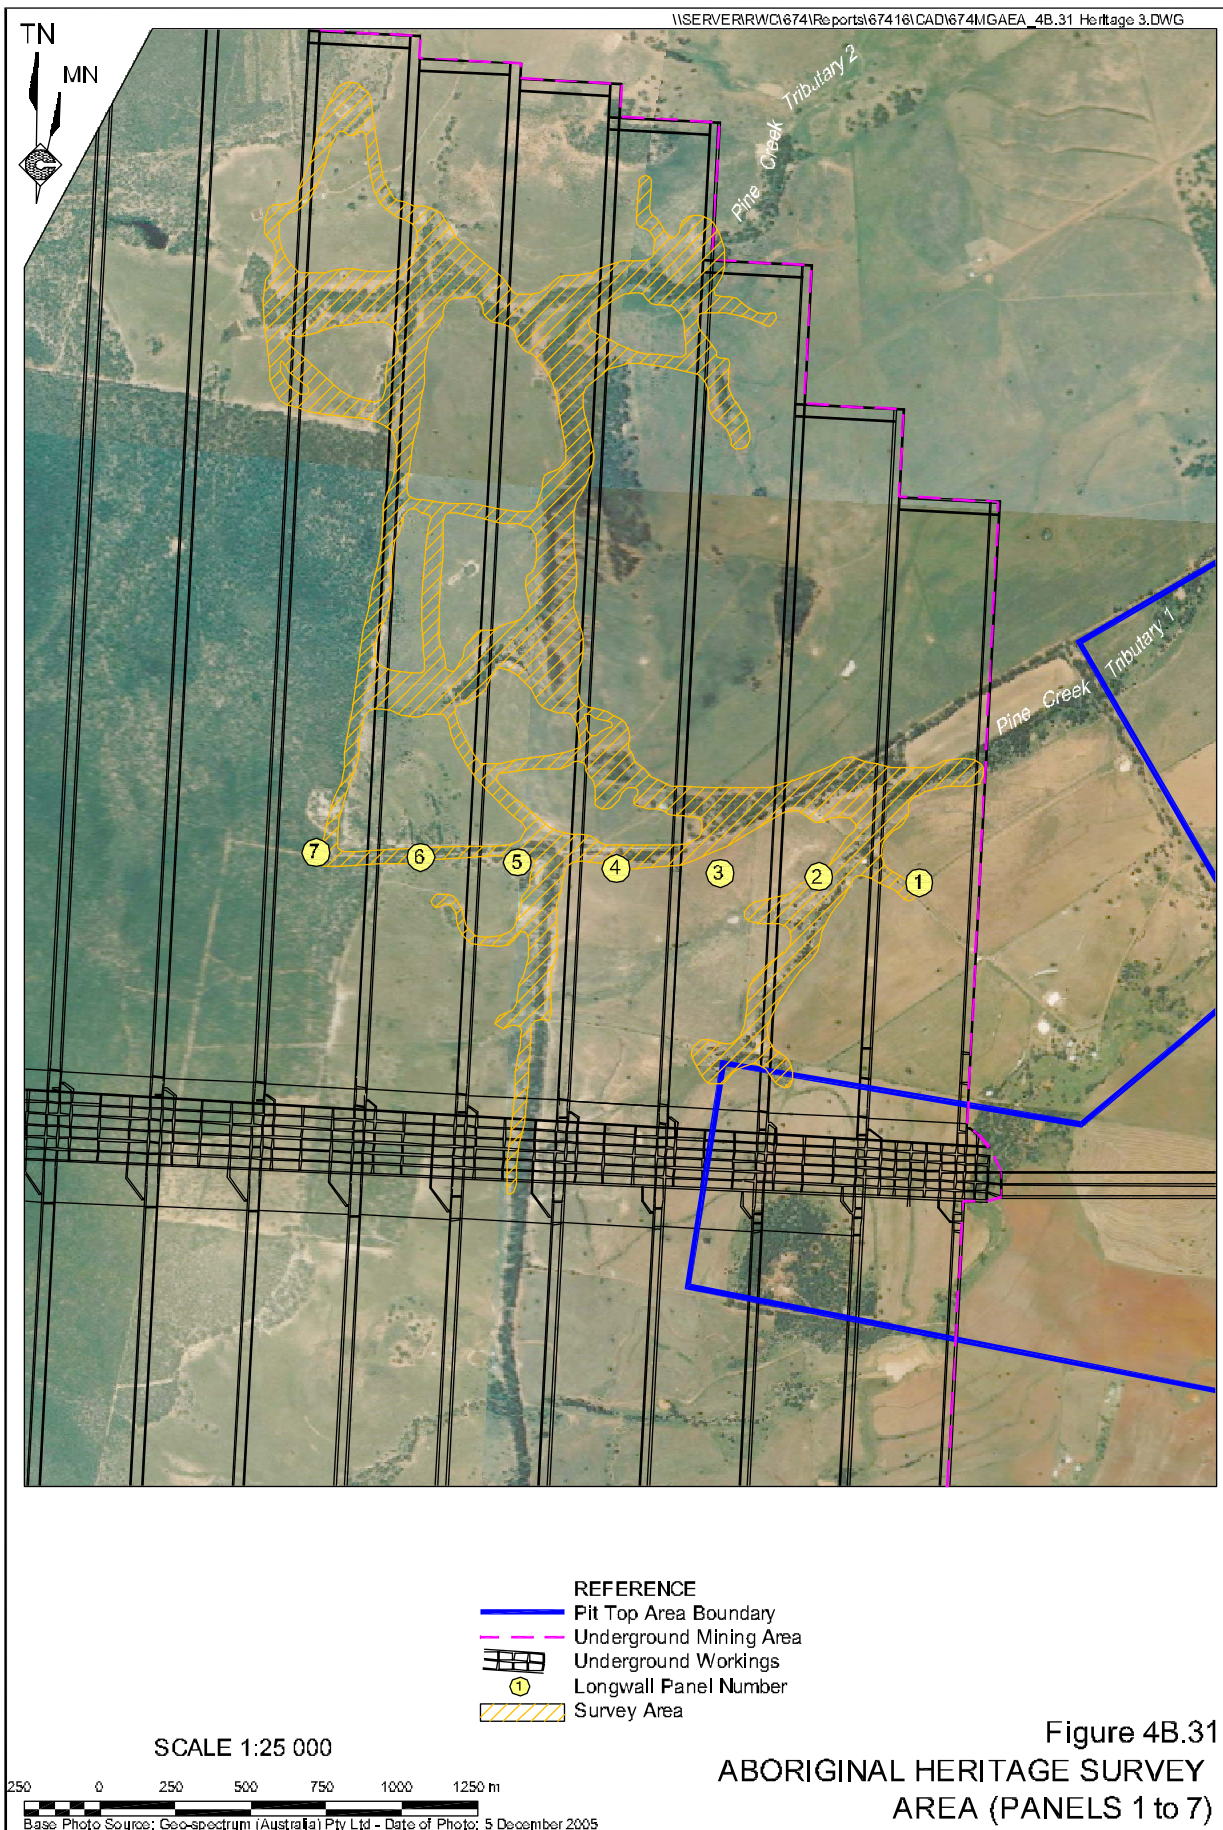 \\SERVER\RWC\674\Reports\67416\CAD\674MGAEA_4B.31 Heritage 3.DWG
TN
MN
Pine Creek Tributary 2
Pine Creek Tributary 1
7
6
5
4
3
2
1
REFERENCE
Pit Top Area Boundary
Underground Mining Area
Underground Workings
1
Longwall Panel Number
Survey Area
SCALE 1:25 000
250 0 250 500 750 1000 1250 m
Base Photo Source: Geo-spectrum (Australia) Pty Ltd - Date of Photo: 5 December 2005
Figure 4B.31
ABORIGINAL HERITAGE SURVEY
AREA (PANELS 1 to 7)